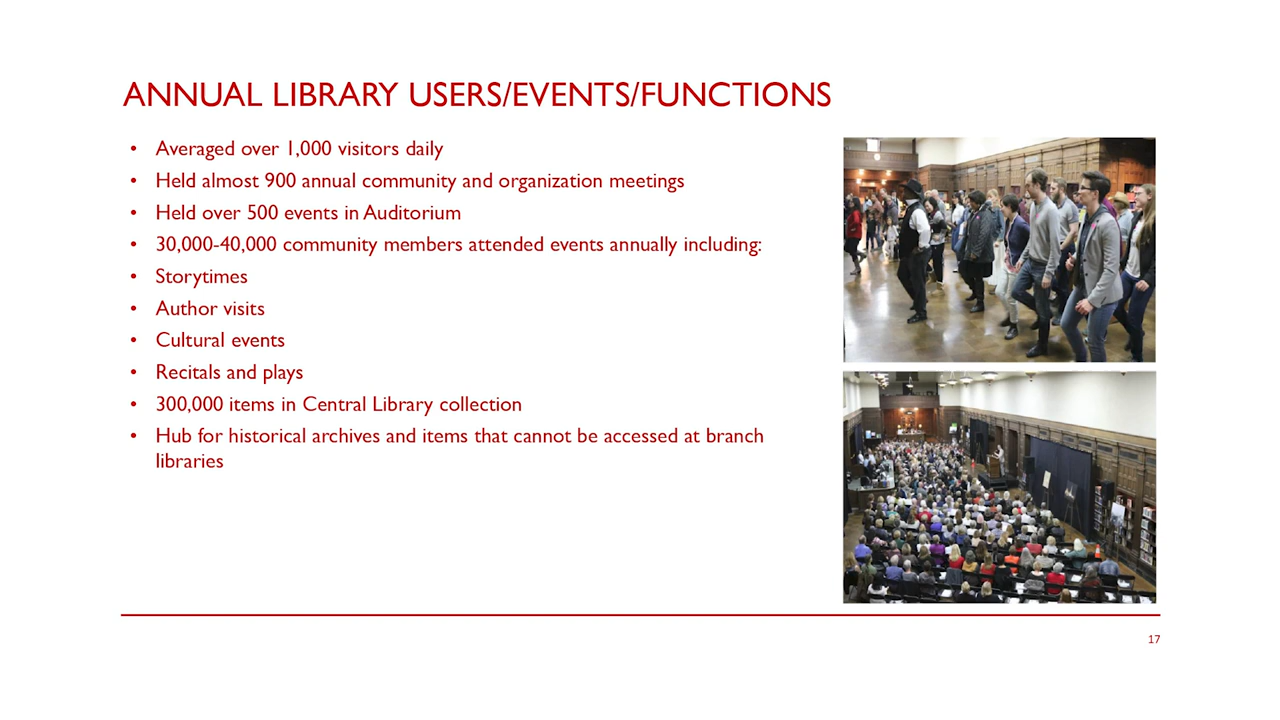 ANNUAL LIBRARY USERS/EVENTS/FUNCTIONS
• Averaged over 1,000 visitors daily
• Held almost 900 annual community and organization meetings
• Held over 500 events in Auditorium
• 30,000-40,000 community members attended events annually including:
• Storytimes
• Author visits
• Cultural events
• Recitals and plays
• 300,000 items in Central Library collection
• Hub for historical archives and items that cannot be accessed at branch
libraries
17